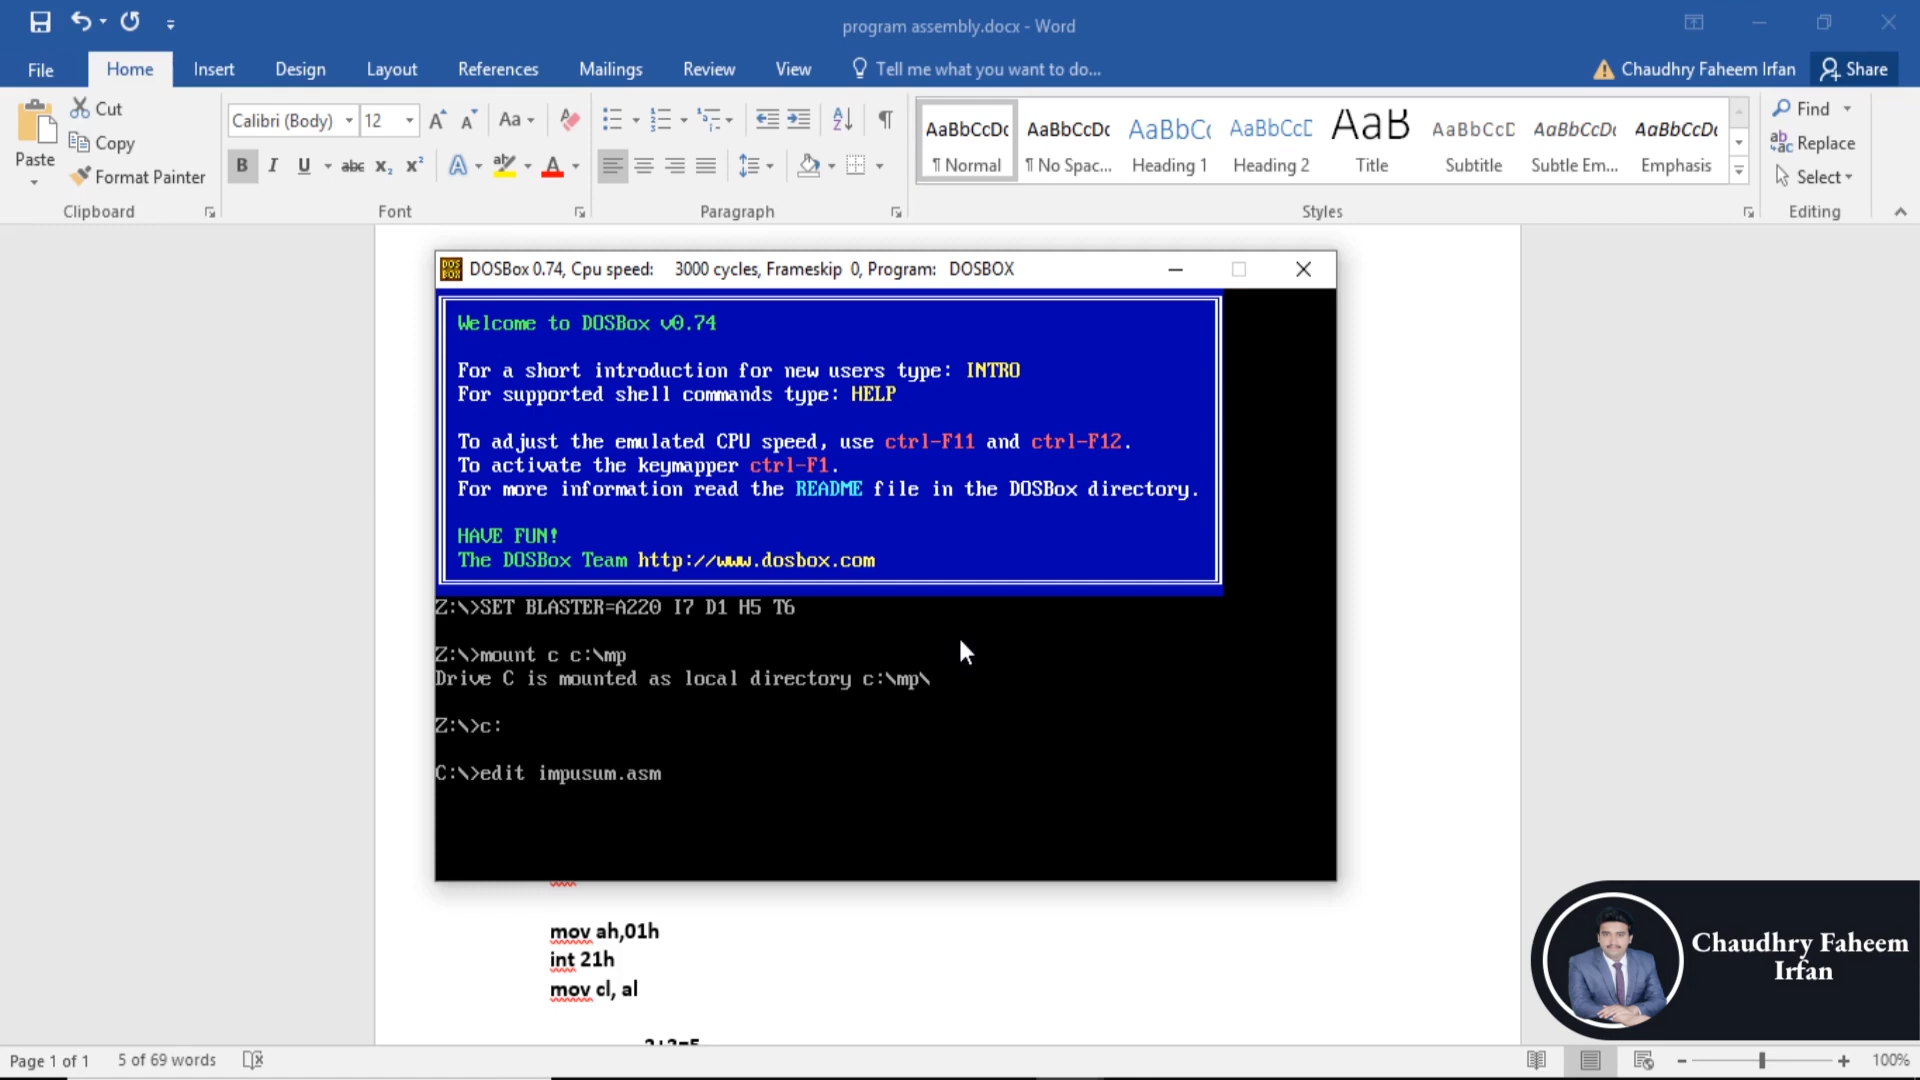 program assembly.docx - Word
File Home Insert Design Layout References Mailings Review View Tell me what you want to do... Chaudhry Faheem Irfan Share
Paste
Cut
Copy
Format Painter
Clipboard
Calibri (Body) 12
B I U abc x₂ x²
Font
Paragraph
AaBbCcDc AaBbCcDc AaBbC AaBbCcD AaB AaBbCcD AaBbCcDc AaBbCcDc
¶ Normal ¶ No Spac... Heading 1 Heading 2 Title Subtitle Subtle Em... Emphasis
Styles
Find
Replace
Select
Editing
DOSBox 0.74, Cpu speed: 3000 cycles, Frameskip 0, Program: DOSBOX
Welcome to DOSBox v0.74
For a short introduction for new users type: INTRO
For supported shell commands type: HELP
To adjust the emulated CPU speed, use ctrl-F11 and ctrl-F12.
To activate the keymapper ctrl-F1.
For more information read the README file in the DOSBox directory.
HAVE FUN!
The DOSBox Team http://www.dosbox.com
Z:\>SET BLASTER=A220 I7 D1 H5 T6
Z:\>mount c c:\mp
Drive C is mounted as local directory c:\mp\
Z:\>c:
C:\>edit impusum.asm
mov ah,01h
int 21h
mov cl, al
Chaudhry Faheem
Irfan
Page 1 of 1 5 of 69 words 100%